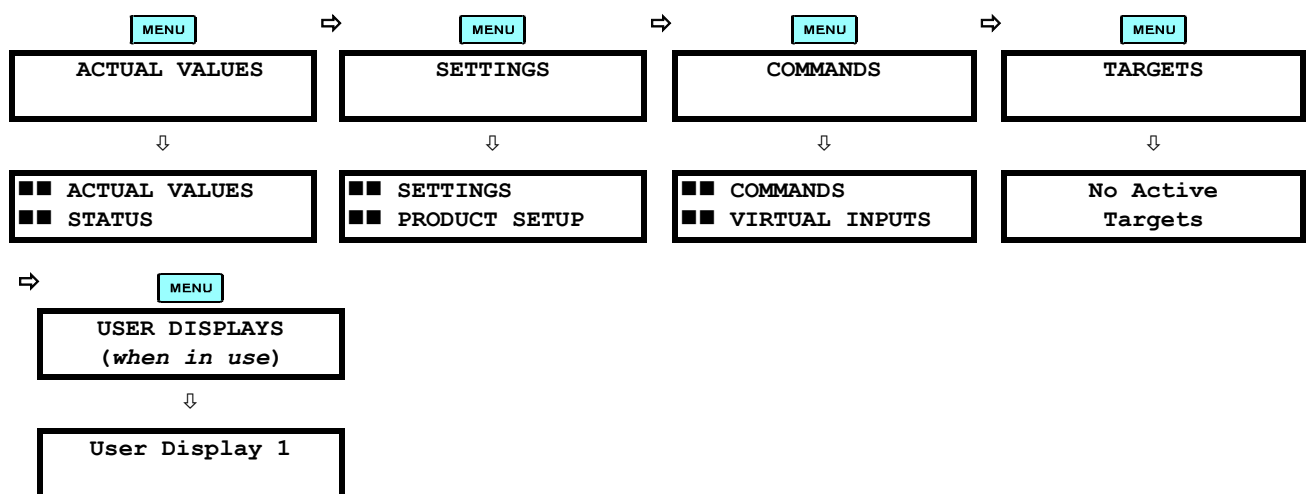 MENU ⇨ MENU ⇨ MENU ⇨ MENU
ACTUAL VALUES
SETTINGS
COMMANDS
TARGETS
⇩ ⇩ ⇩ ⇩
■■ ACTUAL VALUES
■■ STATUS
■■ SETTINGS
■■ PRODUCT SETUP
■■ COMMANDS
■■ VIRTUAL INPUTS
No Active
Targets
⇨ MENU
USER DISPLAYS
(when in use)
⇩
User Display 1